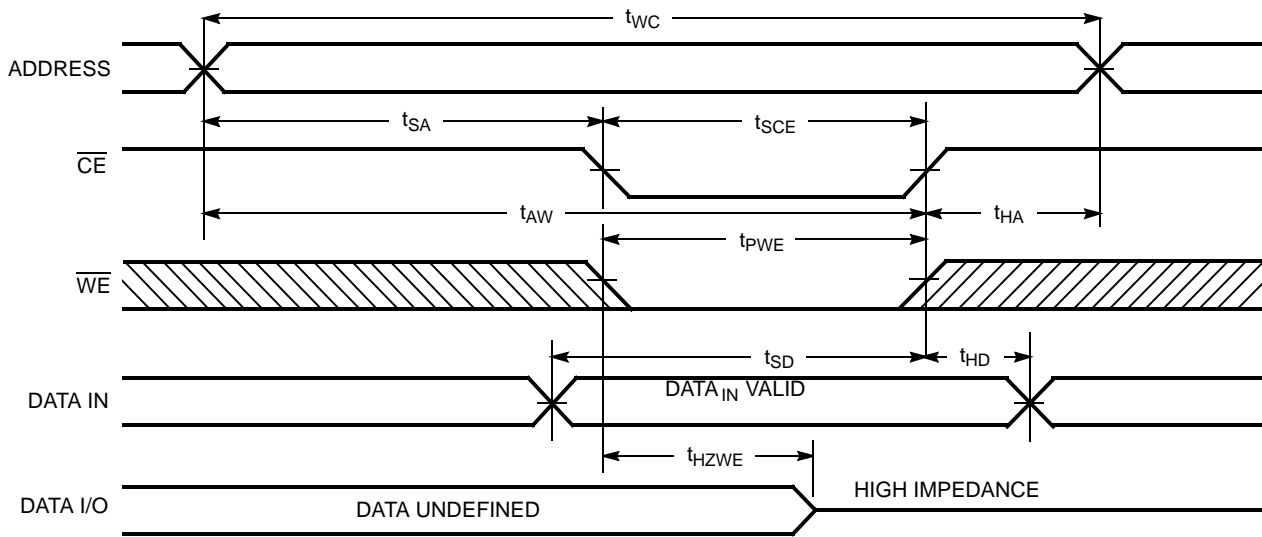 tWC
ADDRESS
tSA
tSCE
CE
tAW
tHA
tPWE
WE
tSD
tHD
DATA IN
DATAIN VALID
tHZWE
DATA I/O
DATA UNDEFINED
HIGH IMPEDANCE